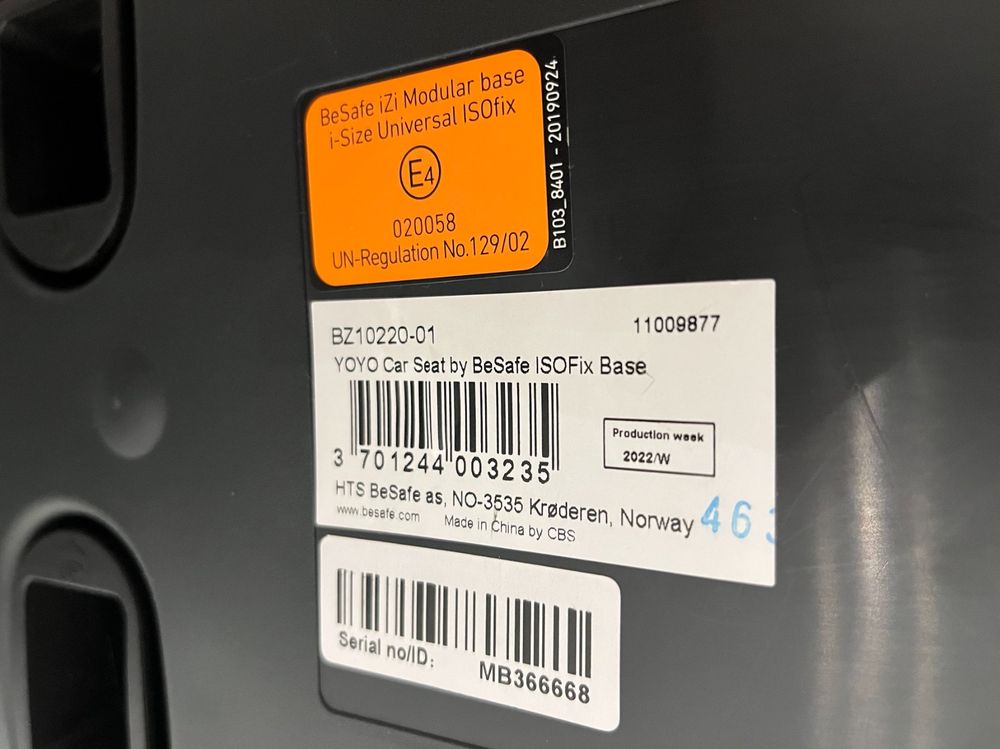 BeSafe iZi Modular base
i-Size Universal ISOfix
E4
020058
UN-Regulation No.129/02
B103_8401 - 20190924
BZ10220-01
11009877
YOYO Car Seat by BeSafe ISOFix Base
3 701244 003235
Production week
2022/W
HTS BeSafe as, NO-3535 Krøderen, Norway
46
www.besafe.com Made in China by CBS
Serial no/ID:
MB366668